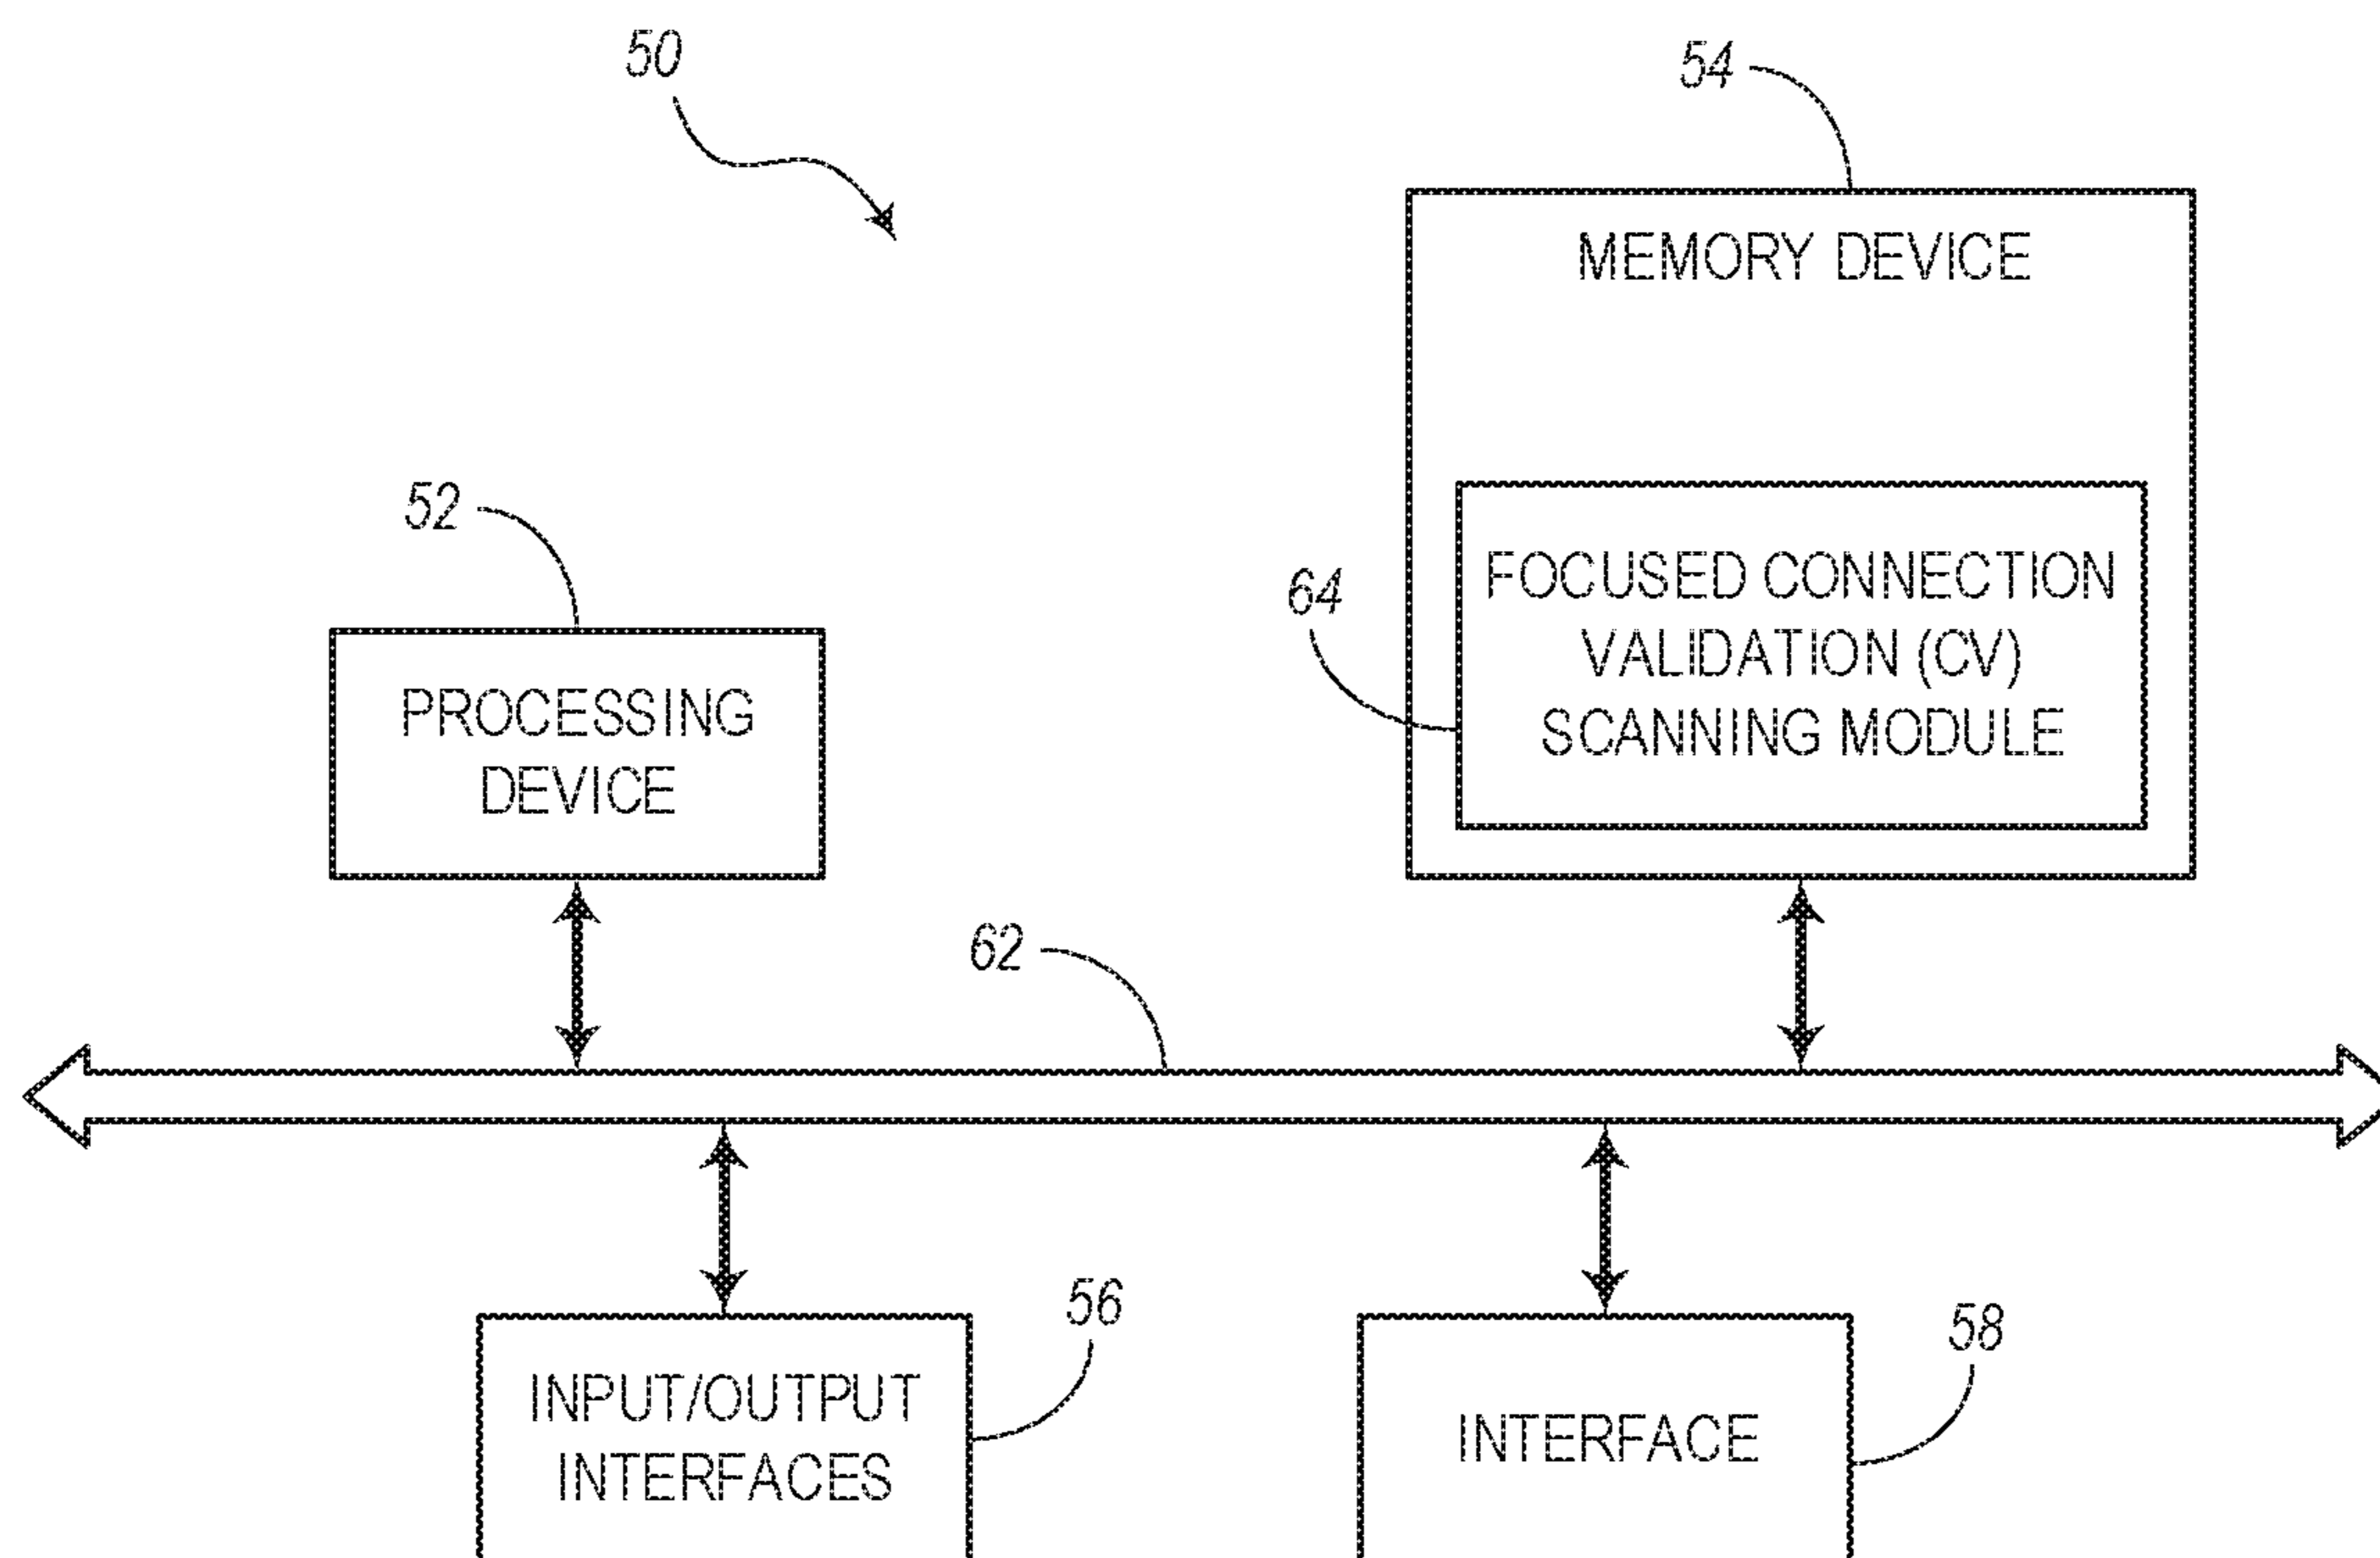 50
54
MEMORY DEVICE
52
64
FOCUSED CONNECTION
VALIDATION (CV)
SCANNING MODULE
PROCESSING
DEVICE
62
56
58
INPUT/OUTPUT
INTERFACES
INTERFACE